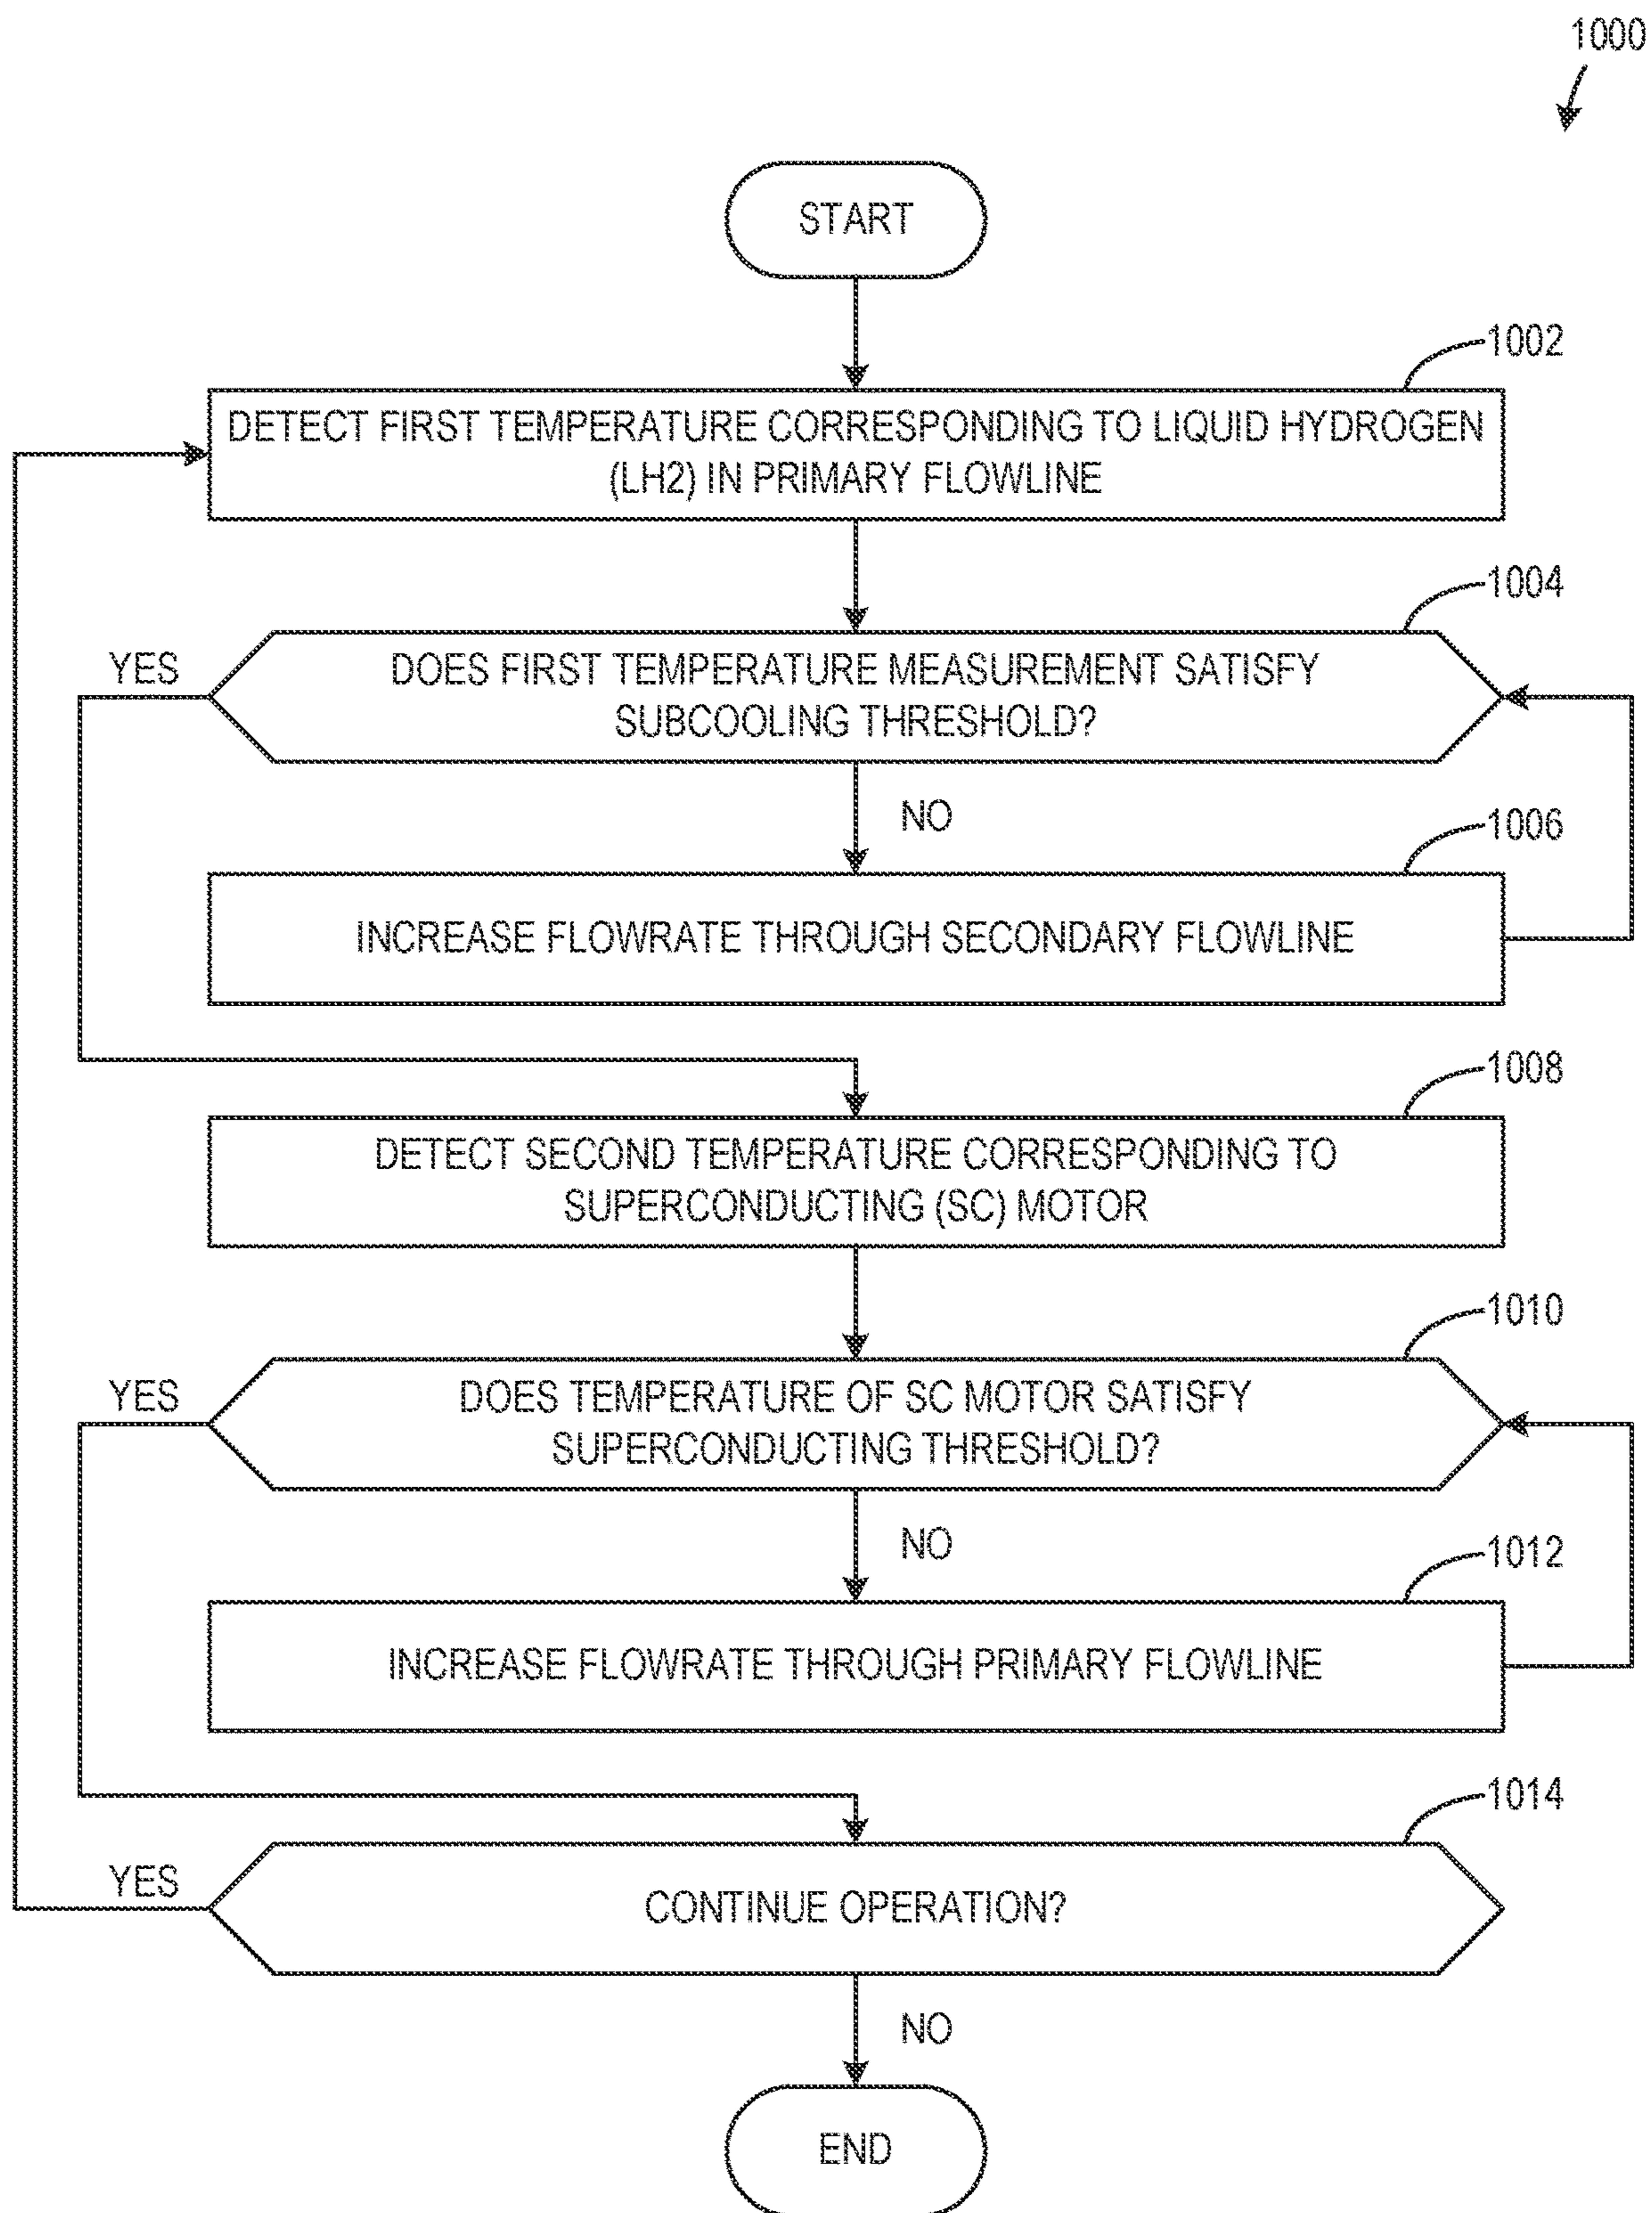 1000
START
1002
DETECT FIRST TEMPERATURE CORRESPONDING TO LIQUID HYDROGEN
(LH2) IN PRIMARY FLOWLINE
1004
YES
DOES FIRST TEMPERATURE MEASUREMENT SATISFY
SUBCOOLING THRESHOLD?
NO
1006
INCREASE FLOWRATE THROUGH SECONDARY FLOWLINE
1008
DETECT SECOND TEMPERATURE CORRESPONDING TO
SUPERCONDUCTING (SC) MOTOR
1010
YES
DOES TEMPERATURE OF SC MOTOR SATISFY
SUPERCONDUCTING THRESHOLD?
NO
1012
INCREASE FLOWRATE THROUGH PRIMARY FLOWLINE
1014
YES
CONTINUE OPERATION?
NO
END